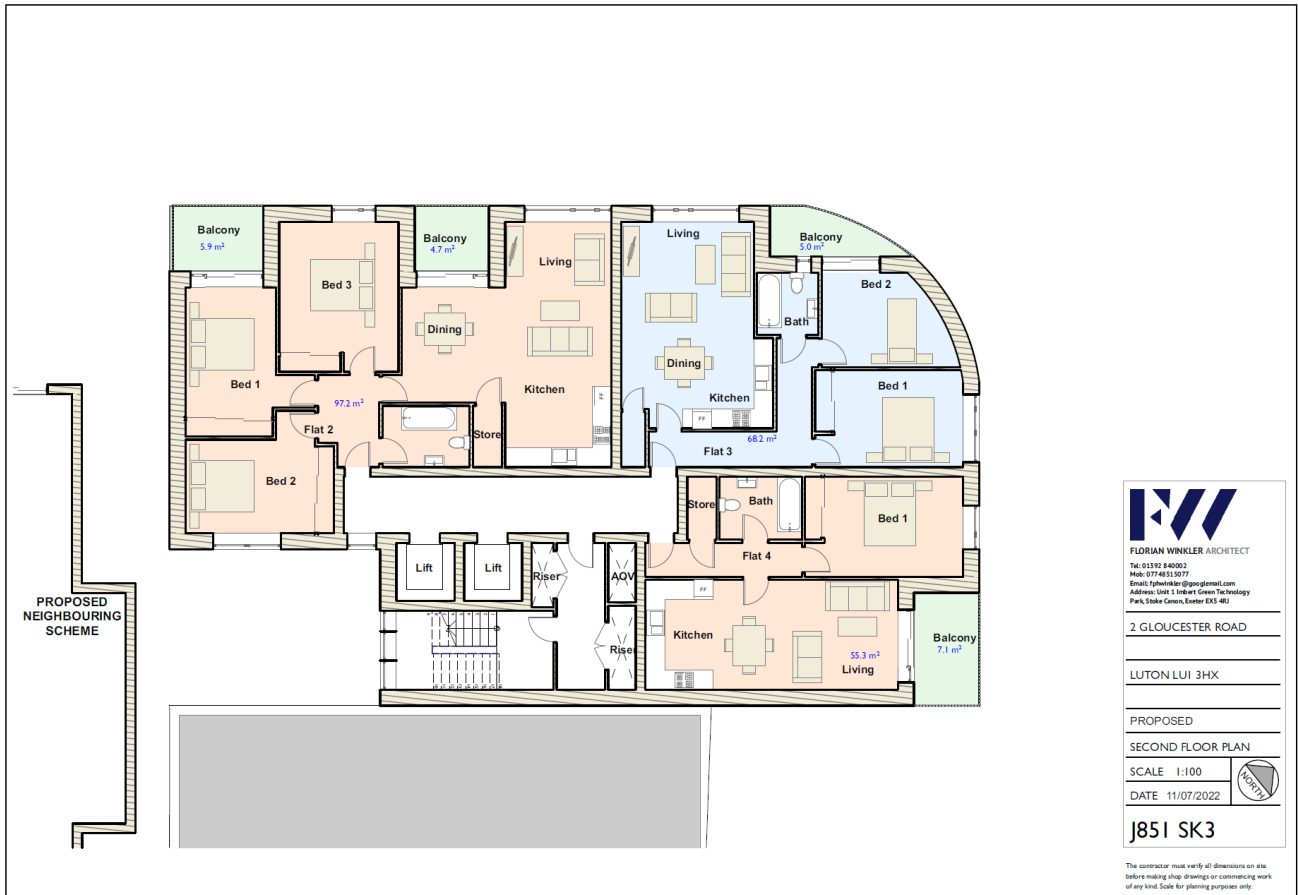 Balcony
5.9 m²
Bed 3
Balcony
4.7 m²
Living
Dining
Bed 1
Kitchen
FF
97.2 m²
Flat 2
Store
Bed 2
Living
Balcony
5.0 m²
Bed 2
Bath
Dining
Bed 1
Kitchen
FF
68.2 m²
Flat 3
Store
Bath
Bed 1
Flat 4
Lift
Lift
Riser
AOV
Riser
FF
Kitchen
55.3 m²
Living
Balcony
7.1 m²
PROPOSED
NEIGHBOURING
SCHEME
FW
FLORIAN WINKLER ARCHITECT
Tel: 01392 840002
Mob: 07748515077
Email: fphwinkler@googlemail.com
Address: Unit 1 Imbert Green Technology
Park, Stoke Canon, Exeter EX5 4RJ
2 GLOUCESTER ROAD
LUTON LU1 3HX
PROPOSED
SECOND FLOOR PLAN
SCALE 1:100
DATE 11/07/2022
NORTH
J851 SK3
The contractor must verify all dimensions on site
before making shop drawings or commencing work
of any kind. Scale for planning purposes only.